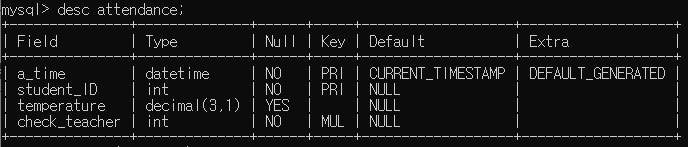 mysql> desc attendance;
+---------------+--------------+------+-----+-------------------+-------------------+
| Field | Type | Null | Key | Default | Extra |
+---------------+--------------+------+-----+-------------------+-------------------+
| a_time | datetime | NO | PRI | CURRENT_TIMESTAMP | DEFAULT_GENERATED |
| student_ID | int | NO | PRI | NULL | |
| temperature | decimal(3,1) | YES | | NULL | |
| check_teacher | int | NO | MUL | NULL | |
+---------------+--------------+------+-----+-------------------+-------------------+